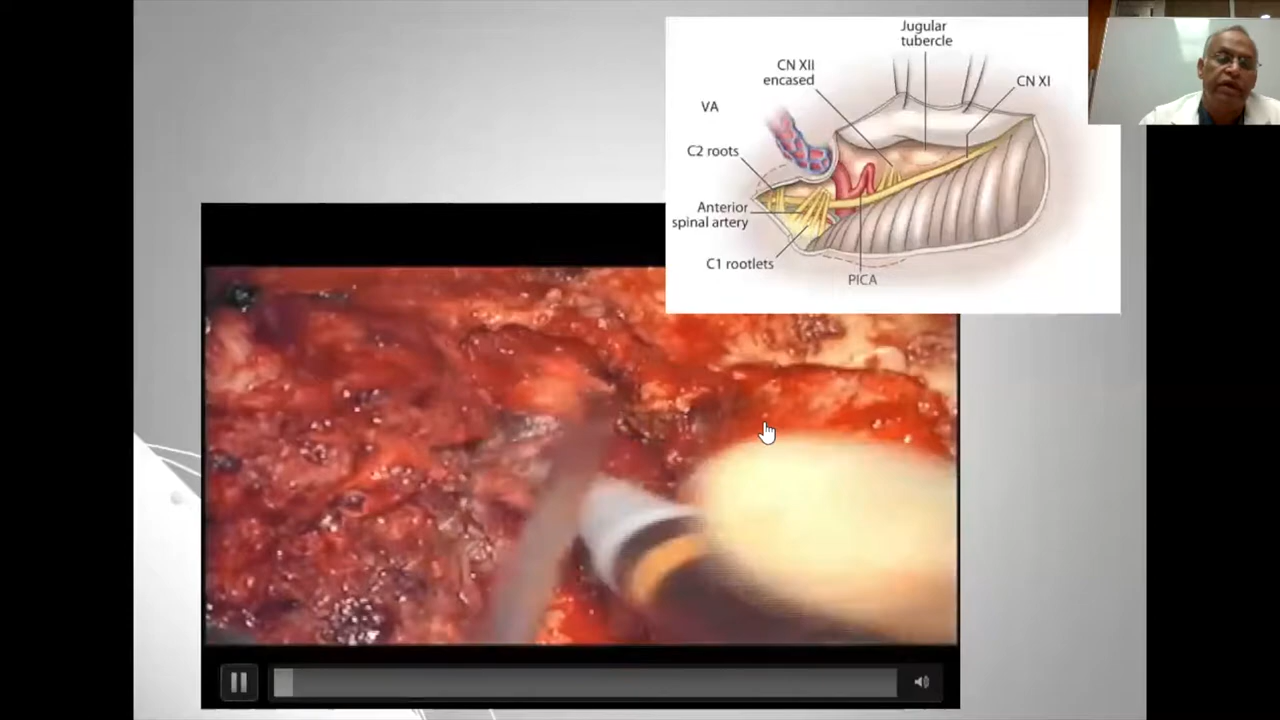 Jugular
tubercle
CN XII
encased
CN XI
VA
C2 roots
Anterior
spinal artery
C1 rootlets
PICA